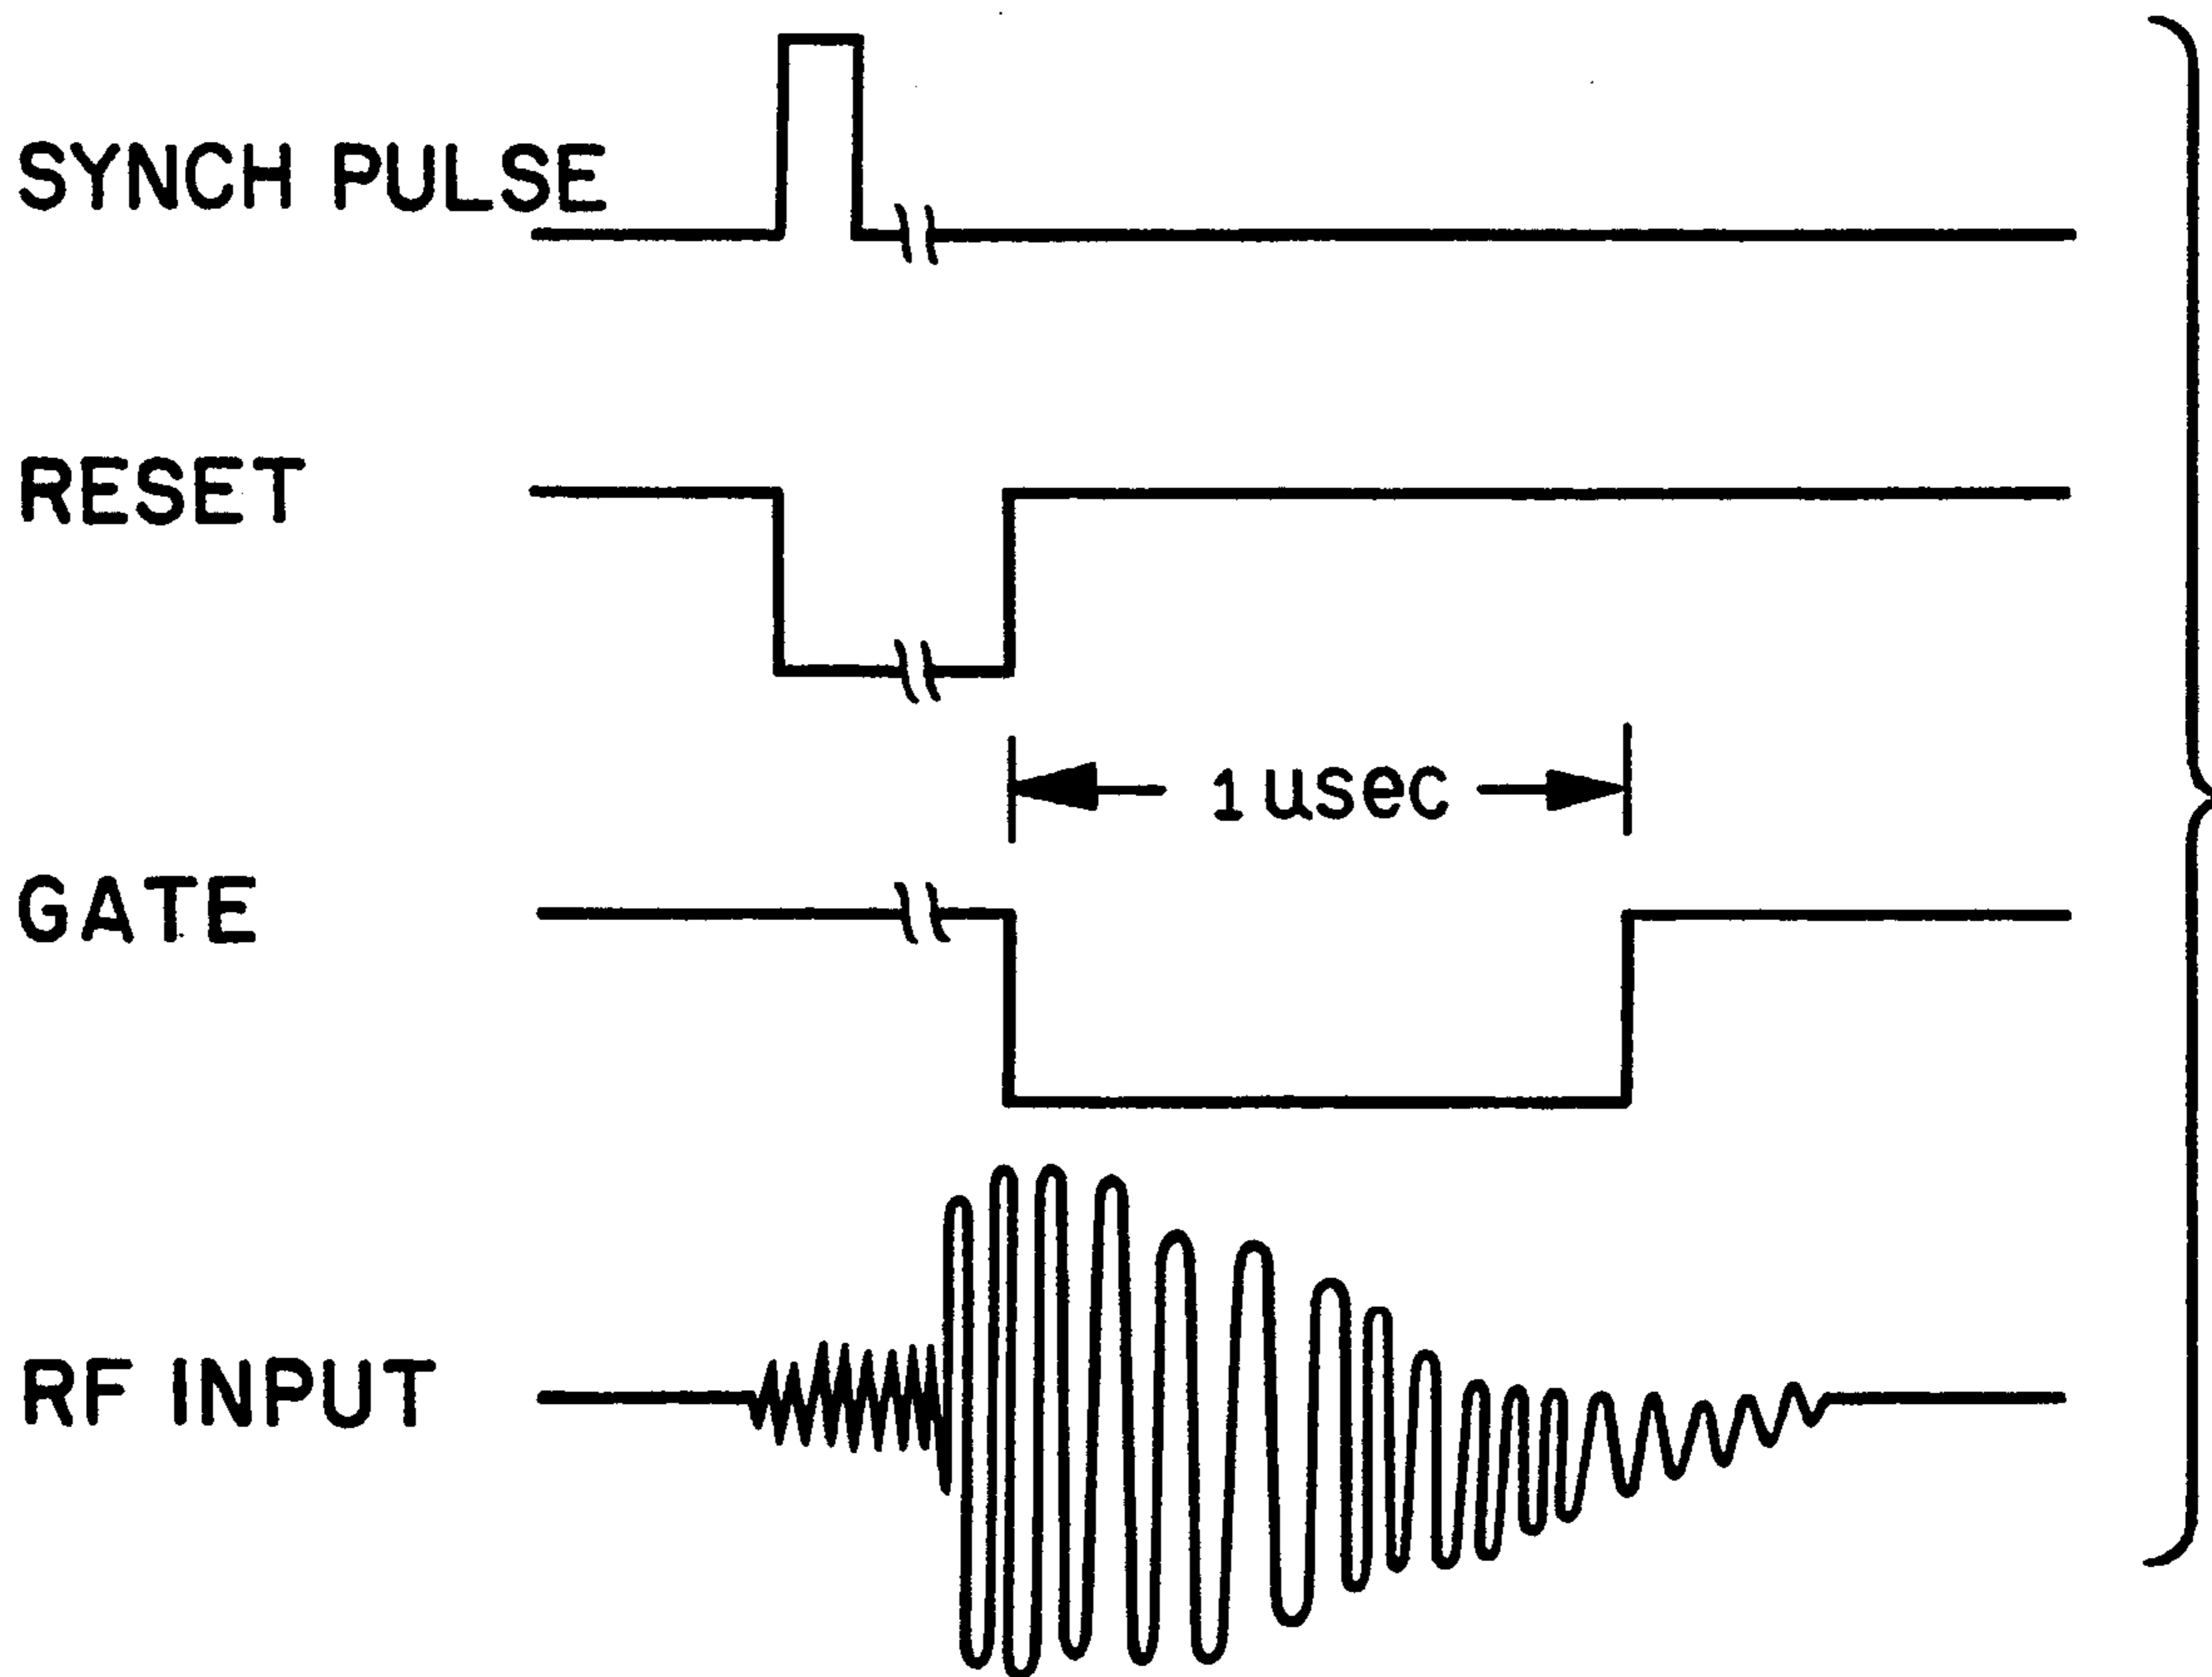 SYNCH PULSE
RESET
1 usec
GATE
RF INPUT